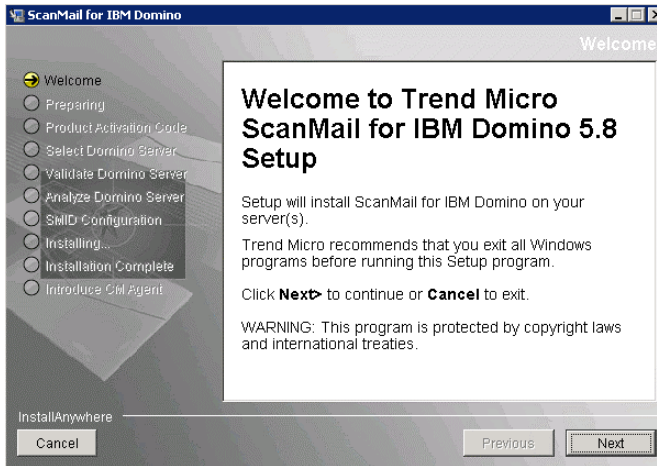 ScanMail for IBM Domino
Welcome
Welcome
Preparing
Product Activation Code
Select Domino Server
Validate Domino Server
Analyze Domino Server
SMID Configuration
Installing...
Installation Complete
Introduce CM Agent
Welcome to Trend Micro
ScanMail for IBM Domino 5.8
Setup
Setup will install ScanMail for IBM Domino on your
server(s).
Trend Micro recommends that you exit all Windows
programs before running this Setup program.
Click Next> to continue or Cancel to exit.
WARNING: This program is protected by copyright laws
and international treaties.
InstallAnywhere
Cancel
Previous
Next